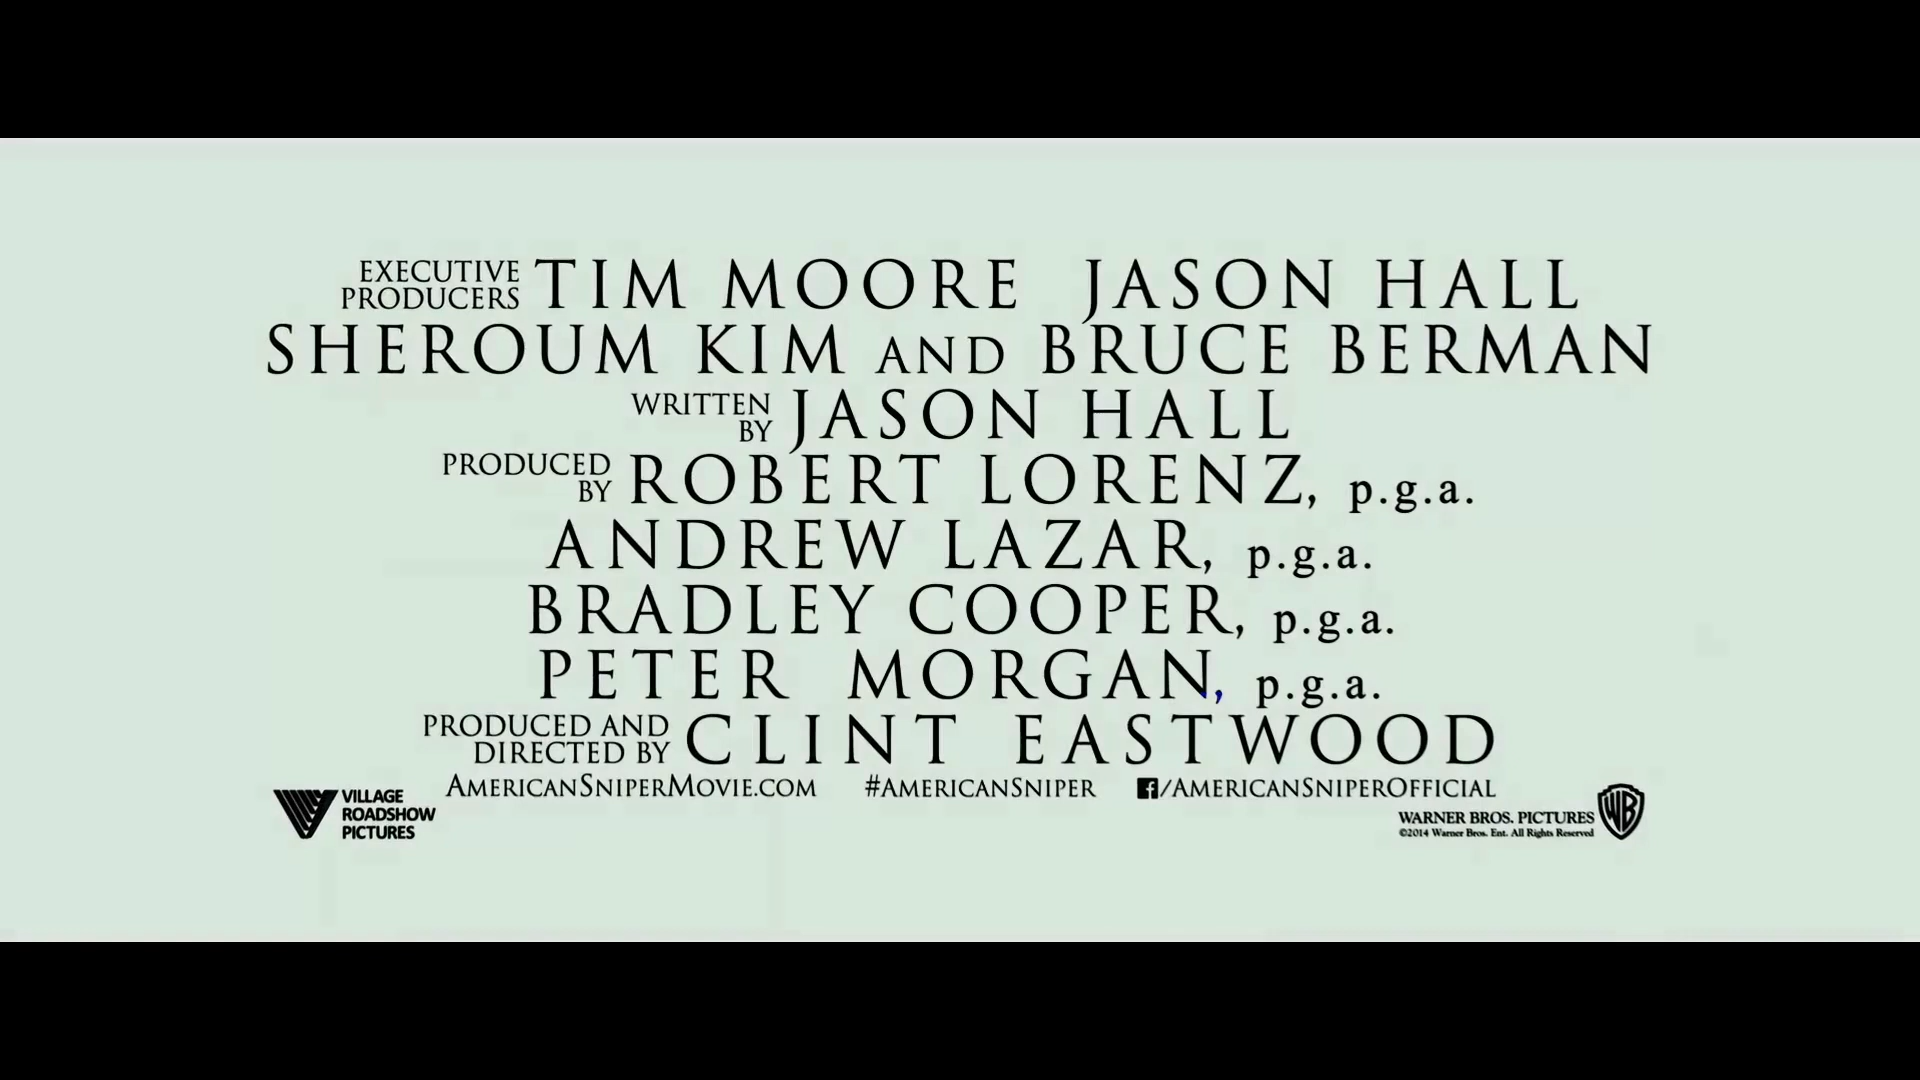 EXECUTIVE PRODUCERS TIM MOORE JASON HALL
SHEROUM KIM AND BRUCE BERMAN
WRITTEN BY JASON HALL
PRODUCED BY ROBERT LORENZ, p.g.a.
ANDREW LAZAR, p.g.a.
BRADLEY COOPER, p.g.a.
PETER MORGAN, p.g.a.
PRODUCED AND DIRECTED BY CLINT EASTWOOD
AMERICANSNIPERMOVIE.COM #AMERICANSNIPER f/AMERICANSNIPEROFFICIAL
VILLAGE
ROADSHOW
PICTURES
WARNER BROS. PICTURES
©2014 Warner Bros. Ent. All Rights Reserved
WB